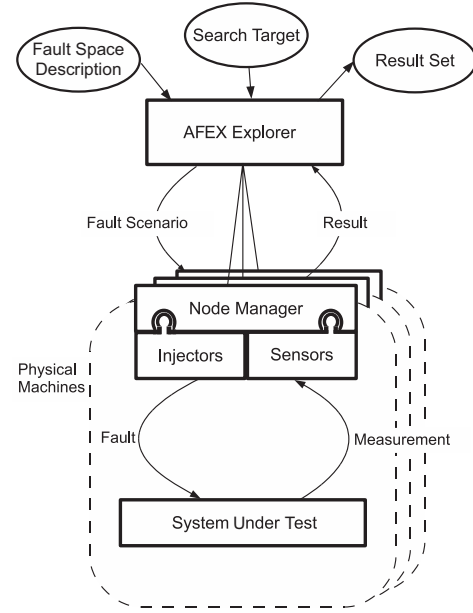 Fault Space
Description
Search Target
Result Set
AFEX Explorer
Fault Scenario
Result
Node Manager
Injectors
Sensors
Physical
Machines
Fault
Measurement
System Under Test